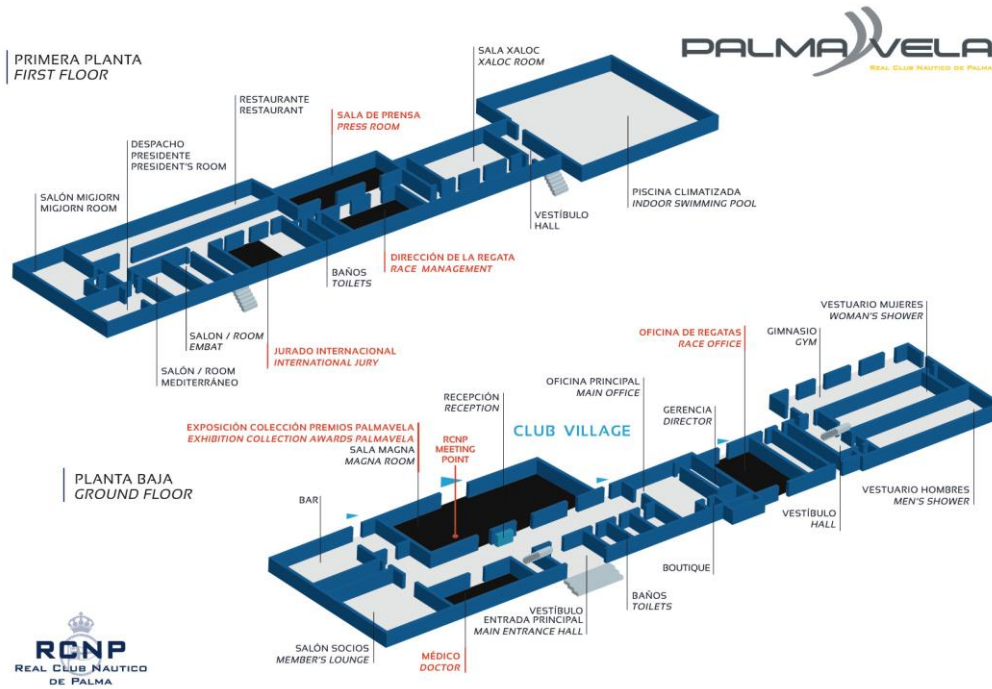 PALMAVELA
REAL CLUB NAUTICO DE PALMA
PRIMERA PLANTA
FIRST FLOOR
SALA XALOC
XALOC ROOM
RESTAURANTE
RESTAURANT
SALA DE PRENSA
PRESS ROOM
DESPACHO
PRESIDENTE
PRESIDENT'S ROOM
SALÓN MIGJORN
MIGJORN ROOM
PISCINA CLIMATIZADA
INDOOR SWIMMING POOL
VESTÍBULO
HALL
DIRECCIÓN DE LA REGATA
RACE MANAGEMENT
BAÑOS
TOILETS
SALON / ROOM
EMBAT
JURADO INTERNACIONAL
INTERNATIONAL JURY
SALÓN / ROOM
MEDITERRÁNEO
VESTUARIO MUJERES
WOMAN'S SHOWER
GIMNASIO
GYM
OFICINA DE REGATAS
RACE OFFICE
OFICINA PRINCIPAL
MAIN OFFICE
RECEPCIÓN
RECEPTION
GERENCIA
DIRECTOR
EXPOSICIÓN COLECCIÓN PREMIOS PALMAVELA
EXHIBITION COLLECTION AWARDS PALMAVELA
SALA MAGNA
MAGNA ROOM
RCNP
MEETING
POINT
CLUB VILLAGE
PLANTA BAJA
GROUND FLOOR
BAR
VESTUARIO HOMBRES
MEN'S SHOWER
VESTÍBULO
HALL
BOUTIQUE
BAÑOS
TOILETS
VESTÍBULO
ENTRADA PRINCIPAL
MAIN ENTRANCE HALL
SALÓN SOCIOS
MEMBER'S LOUNGE
MÉDICO
DOCTOR
RCNP
REAL CLUB NAUTICO
DE PALMA